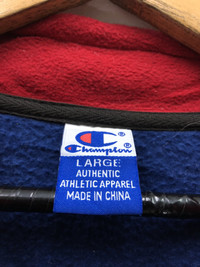 ®
Champion®
LARGE
AUTHENTIC
ATHLETIC APPAREL
MADE IN CHINA